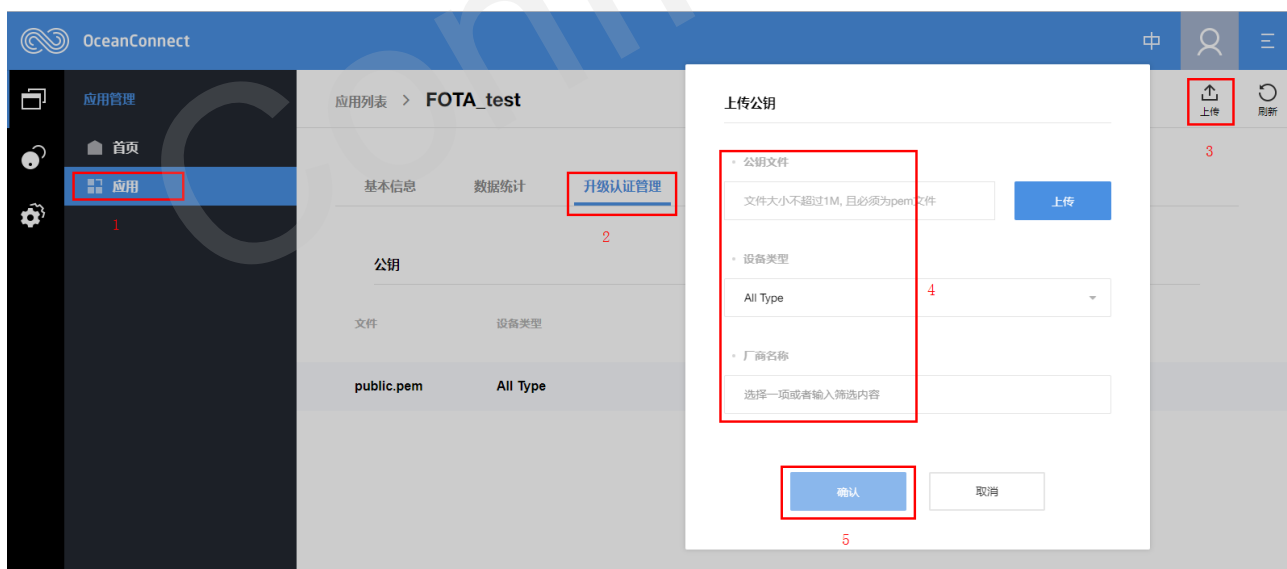 OceanConnect
中
应用管理
应用列表 > FOTA_test
上传公钥
上传
刷新
3
首页
公钥文件
应用
基本信息
数据统计
升级认证管理
文件大小不超过1M, 且必须为pem文件
上传
1
2
公钥
设备类型
All Type
4
文件
设备类型
厂商名称
public.pem
All Type
选择一项或者输入筛选内容
确认
取消
5